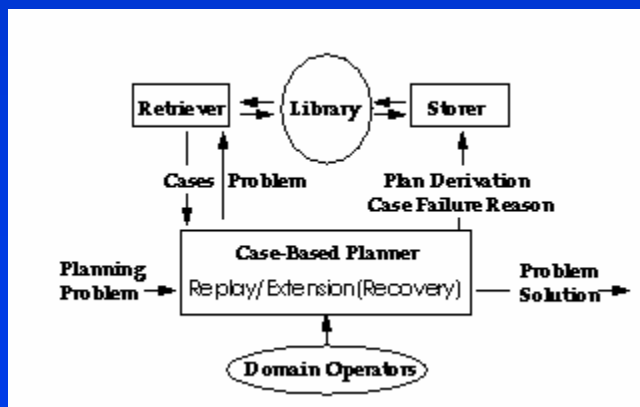 Retriever
Library
Storer
Cases
Problem
Plan Derivation
Case Failure Reason
Case-Based Planner
Planning
Problem
Replay/Extension(Recovery)
Problem
Solution
Domain Operators